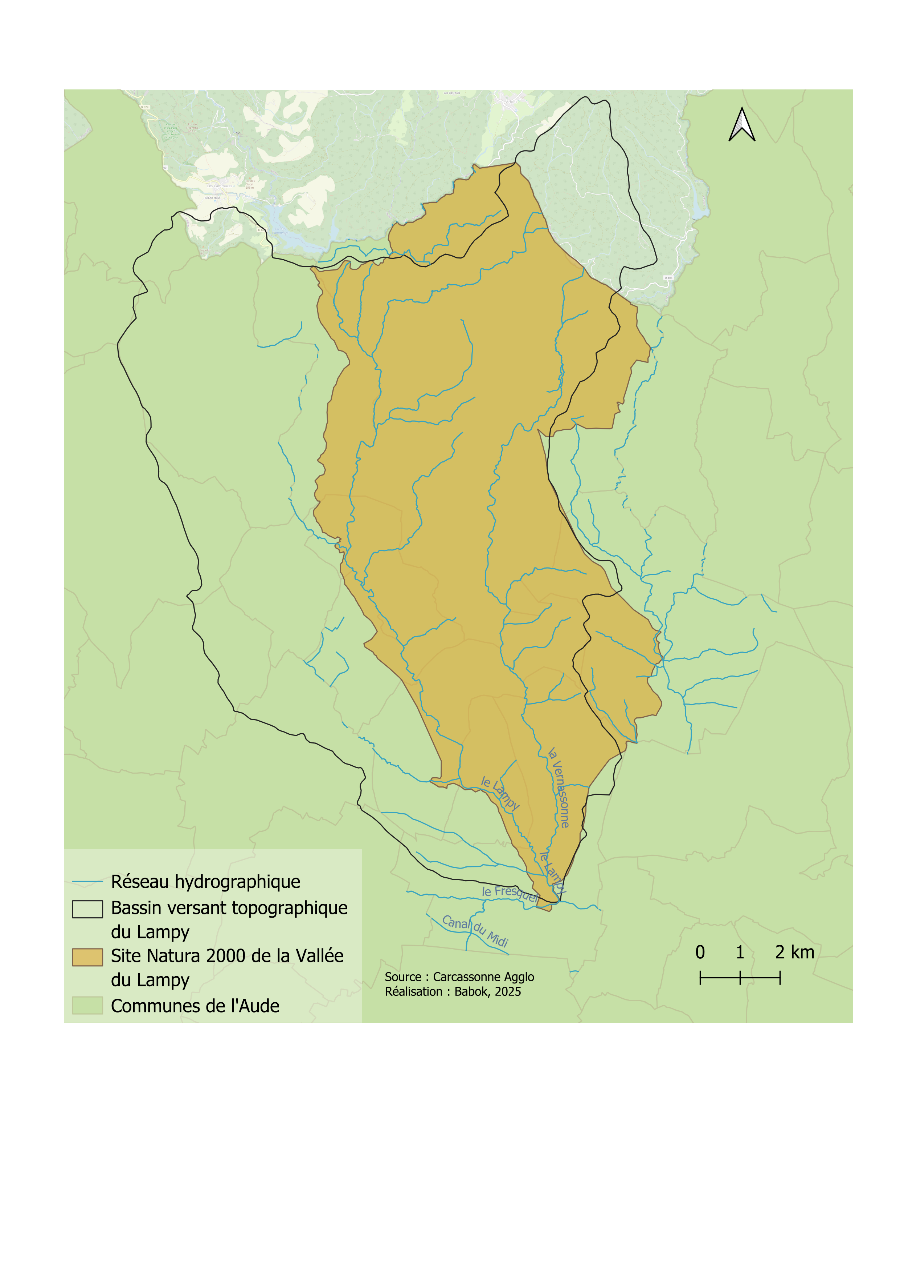 la Vernassonne
le Lampy
le Lampy
le Fresquel
Canal du Midi
Réseau hydrographique
Bassin versant topographique
du Lampy
Site Natura 2000 de la Vallée
du Lampy
Communes de l'Aude
Source : Carcassonne Agglo
Réalisation : Babok, 2025
0 1 2 km